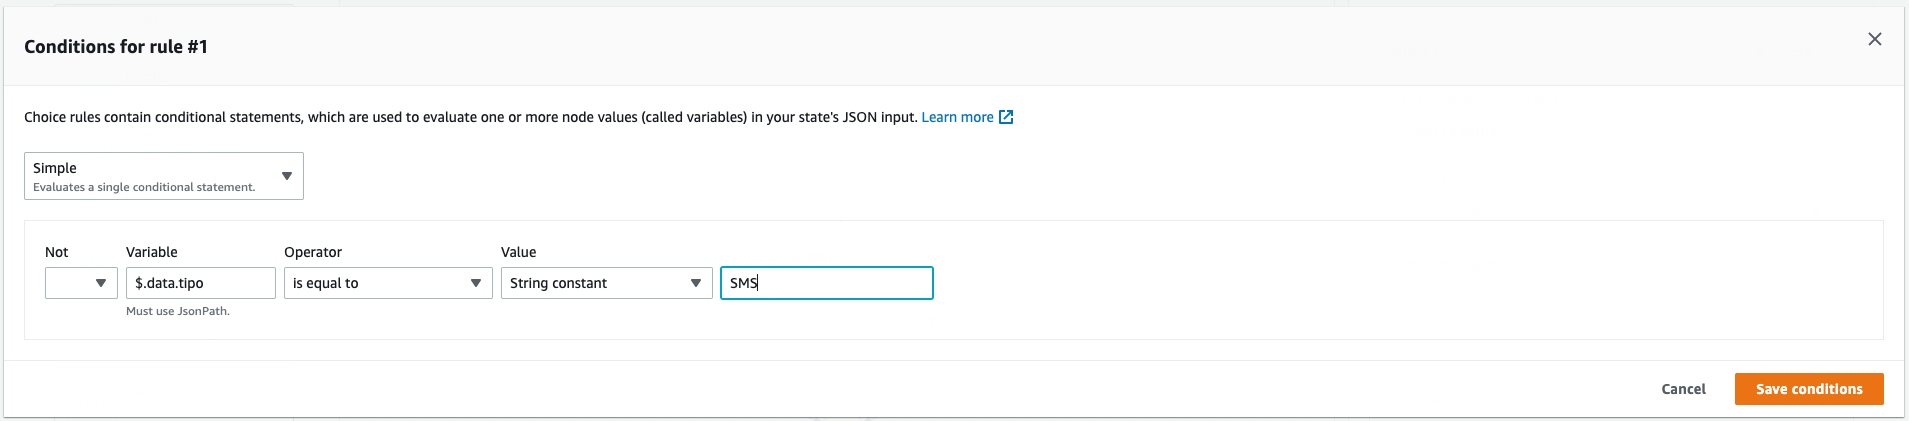 Conditions for rule #1
Choice rules contain conditional statements, which are used to evaluate one or more node values (called variables) in your state's JSON input. Learn more
Simple
Evaluates a single conditional statement.
Not Variable Operator Value
$.data.tipo is equal to String constant SMS
Must use JsonPath.
Cancel Save conditions